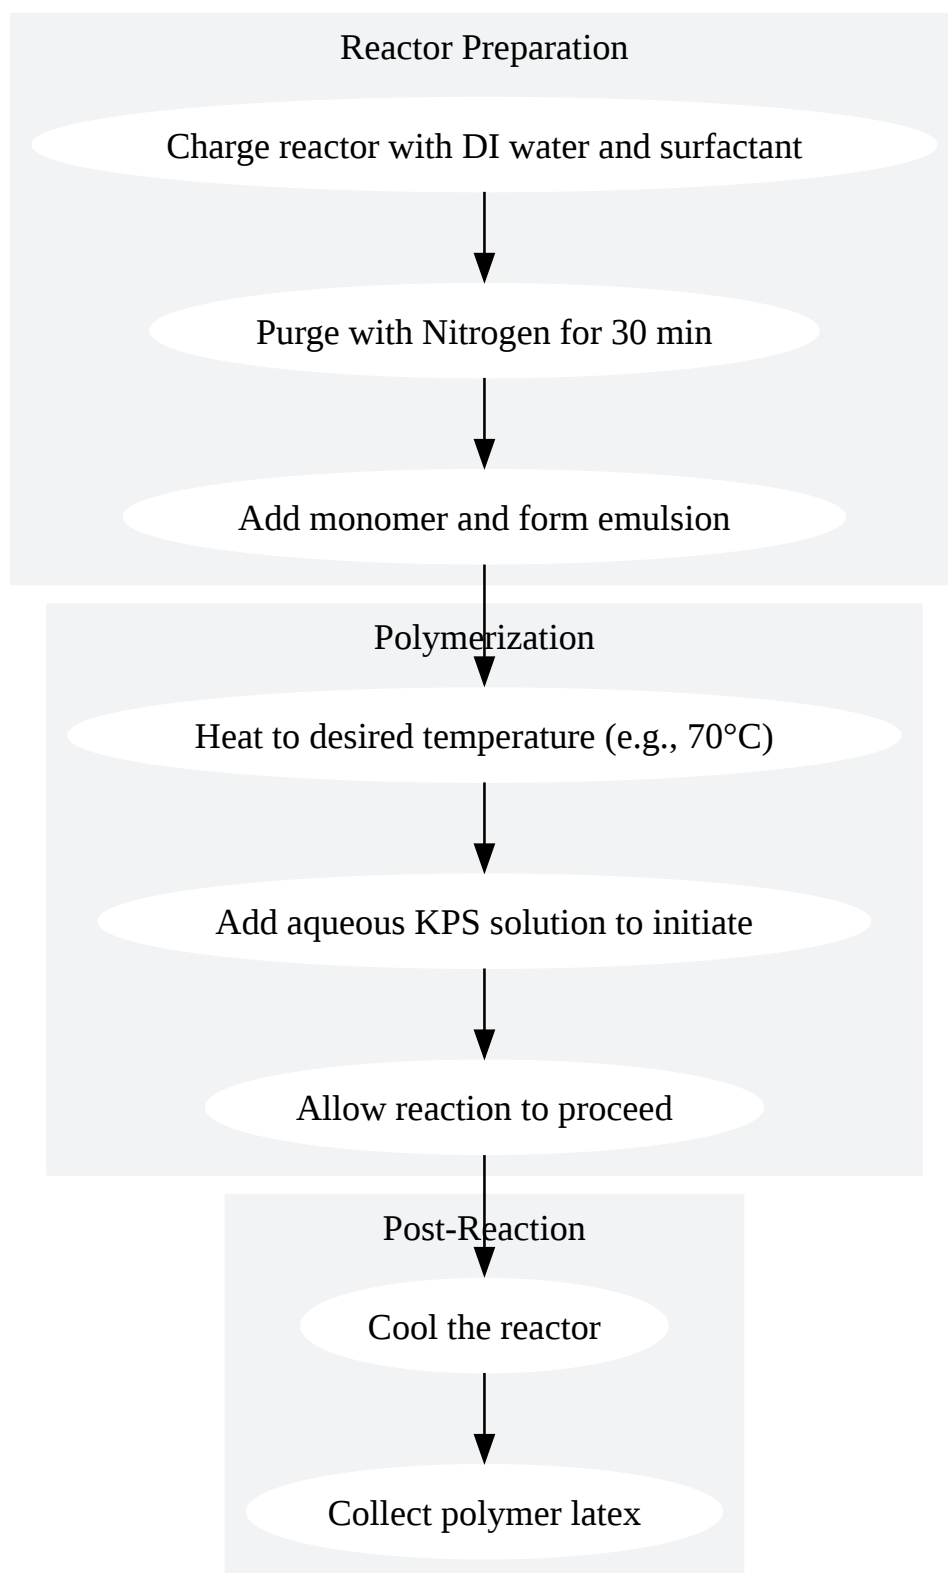 Reactor Preparation
Charge reactor with DI water and surfactant
Purge with Nitrogen for 30 min
Add monomer and form emulsion
Polymerization
Heat to desired temperature (e.g., 70°C)
Add aqueous KPS solution to initiate
Allow reaction to proceed
Post-Reaction
Cool the reactor
Collect polymer latex